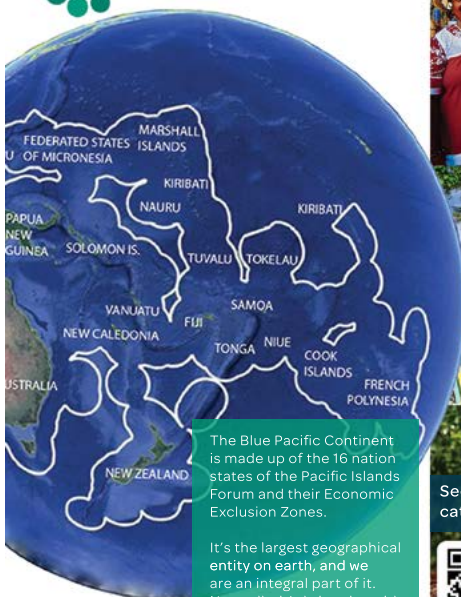 MARSHALL
ISLANDS
FEDERATED STATES
U OF MICRONESIA
KIRIBATI
NAURU
KIRIBATI
PAPUA
NEW
GUINEA
SOLOMON IS.
TUVALU
TOKELAU
SAMOA
VANUATU
FIJI
NEW CALEDONIA
TONGA
NIUE
COOK
ISLANDS
USTRALIA
FRENCH
POLYNESIA
NEW ZEALAND
The Blue Pacific Continent
is made up of the 16 nation
states of the Pacific Islands
Forum and their Economic
Exclusion Zones.
It's the largest geographical
entity on earth, and we
are an integral part of it.
Se
ca